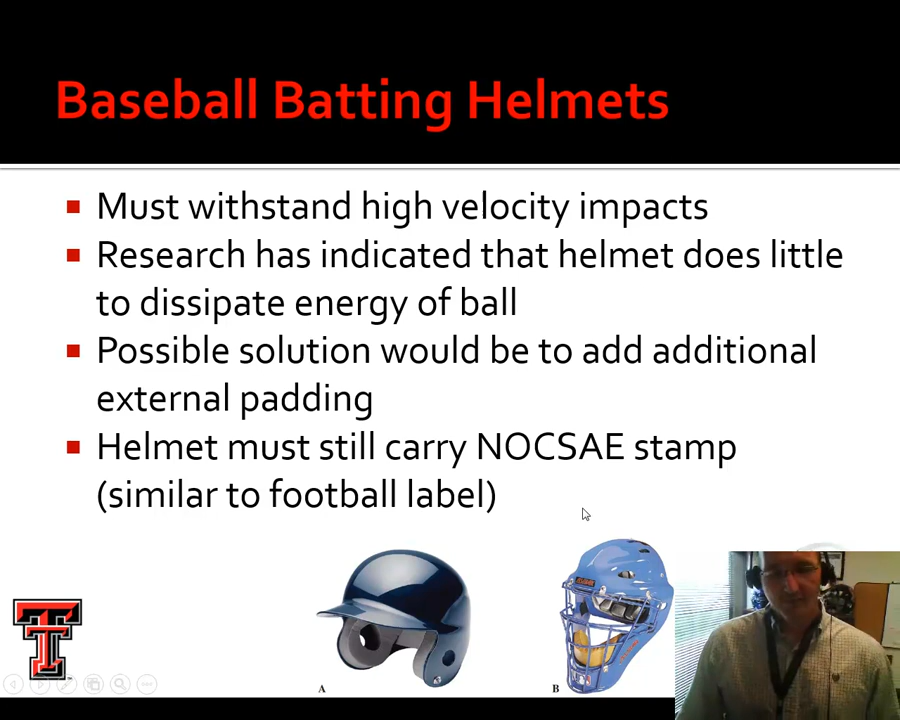 Baseball Batting Helmets
Must withstand high velocity impacts
Research has indicated that helmet does little
to dissipate energy of ball
Possible solution would be to add additional
external padding
Helmet must still carry NOCSAE stamp
(similar to football label)
A
B